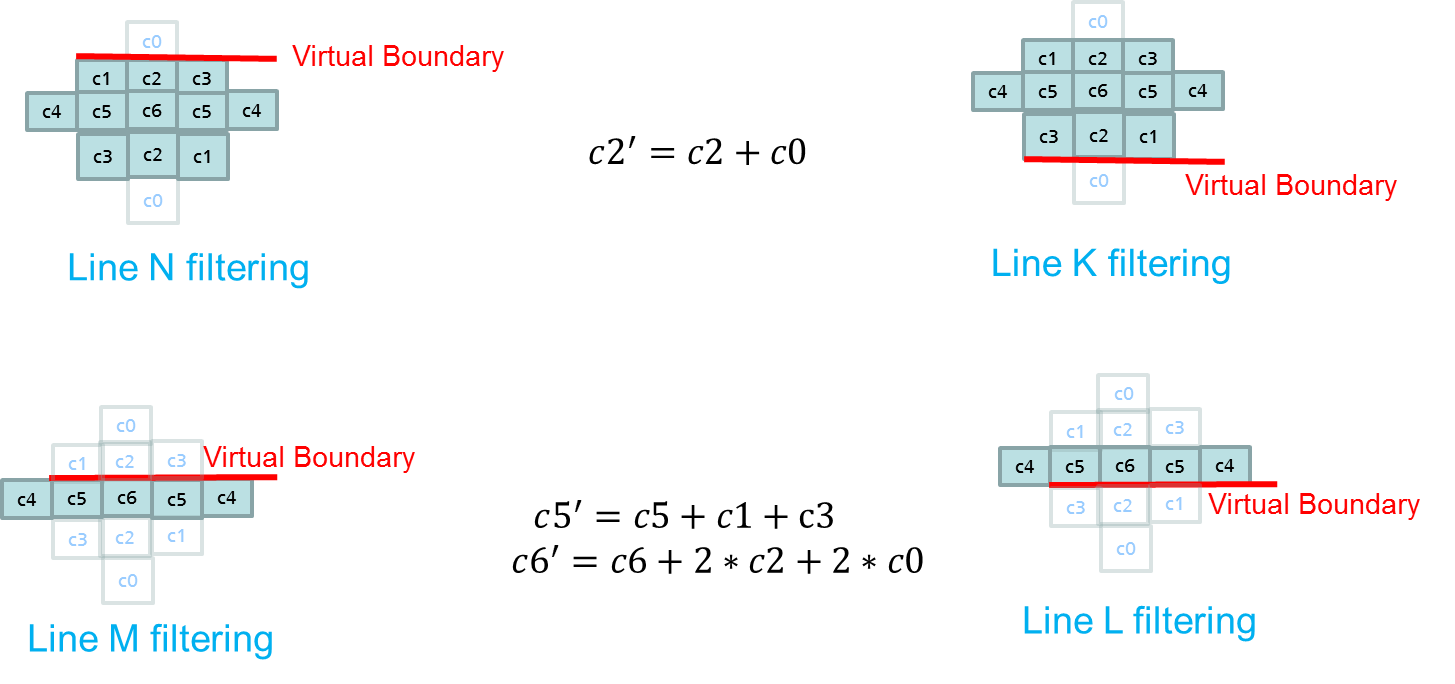 c0
Virtual Boundary
c1 c2 c3
c4 c5 c6 c5 c4
c3 c2 c1
c0
Line N filtering
c2′ = c2 + c0
c0
c1 c2 c3
c4 c5 c6 c5 c4
c3 c2 c1
c0
Virtual Boundary
Line K filtering
c0
c1 c2 c3
Virtual Boundary
c4 c5 c6 c5 c4
c3 c2 c1
c0
Line M filtering
c5′ = c5 + c1 + c3
c6′ = c6 + 2 ∗ c2 + 2 ∗ c0
c0
c1 c2 c3
c4 c5 c6 c5 c4
c3 c2 c1
Virtual Boundary
c0
Line L filtering